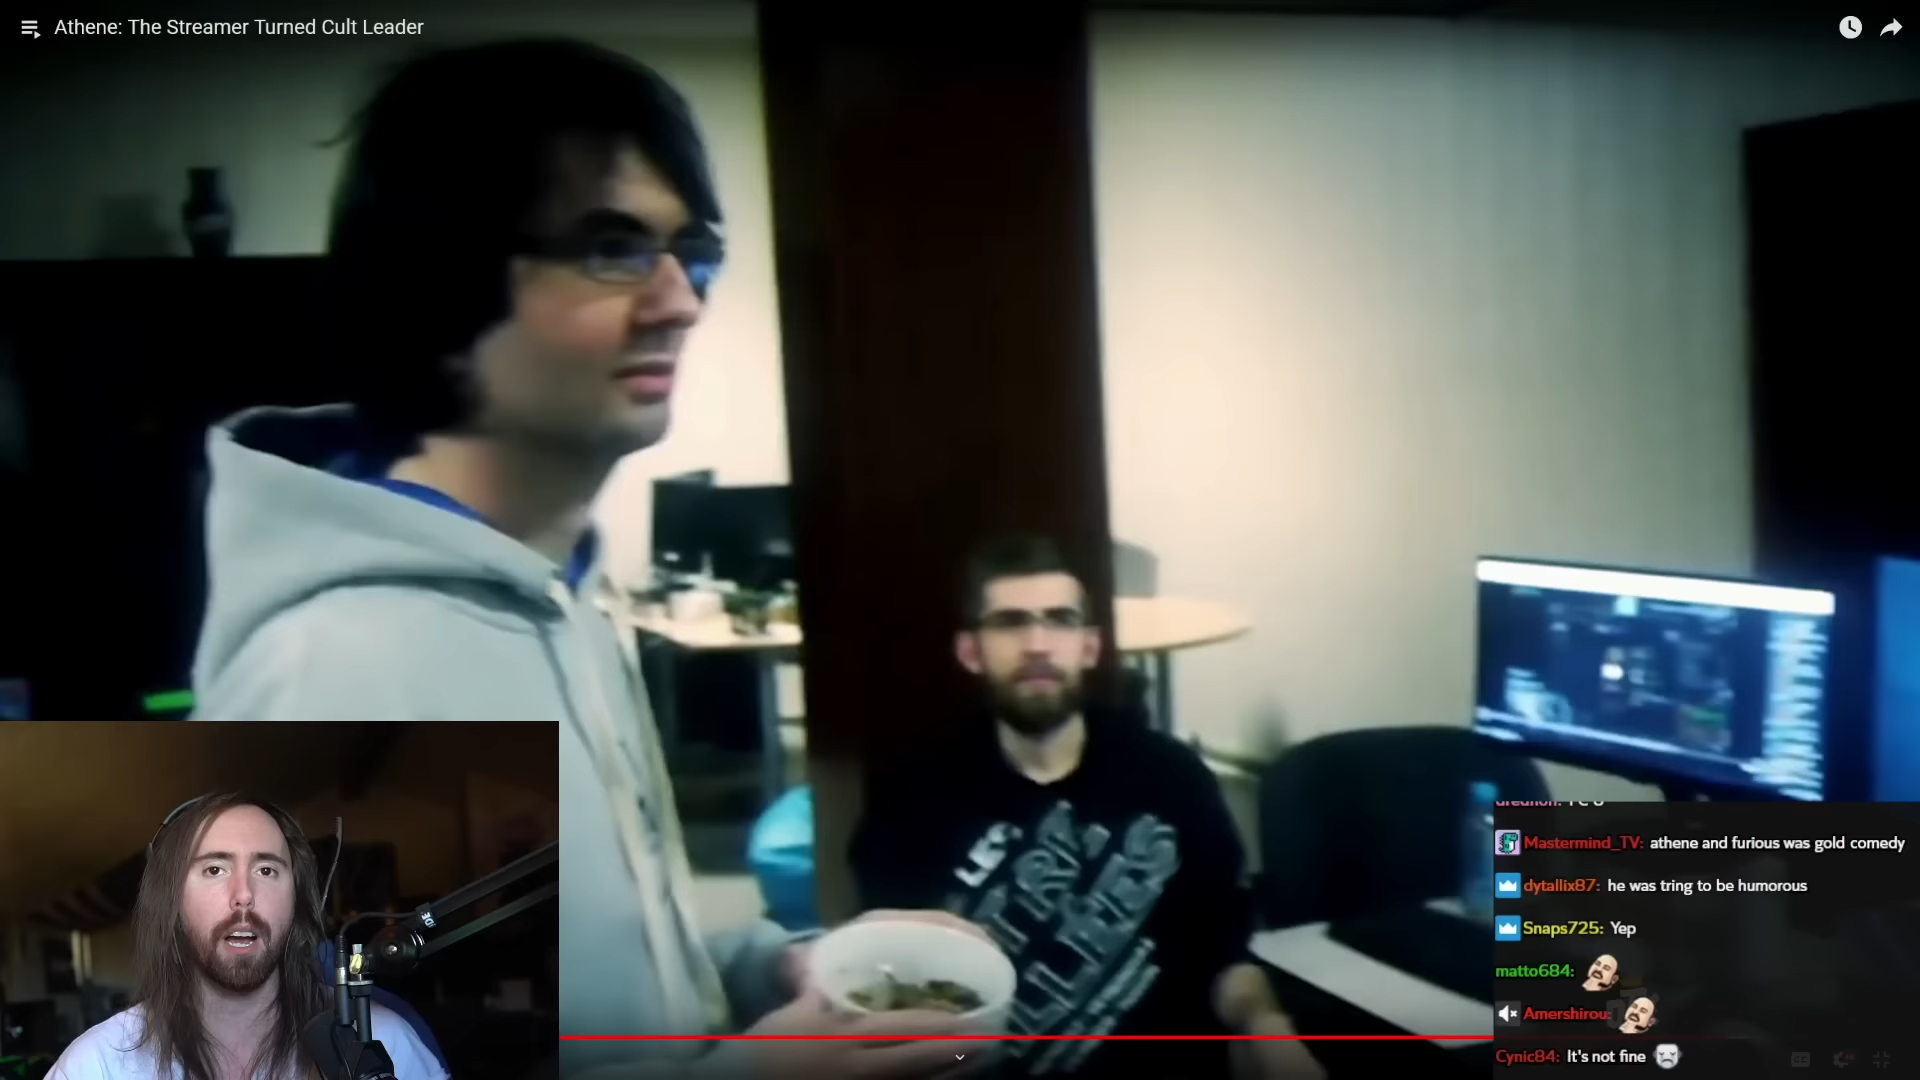 Athene: The Streamer Turned Cult Leader
Mastermind_TV: athene and furious was gold comedy
dytallix87: he was tring to be humorous
Snaps725: Yep
matto684:
Amershirou:
Cynic84: It's not fine